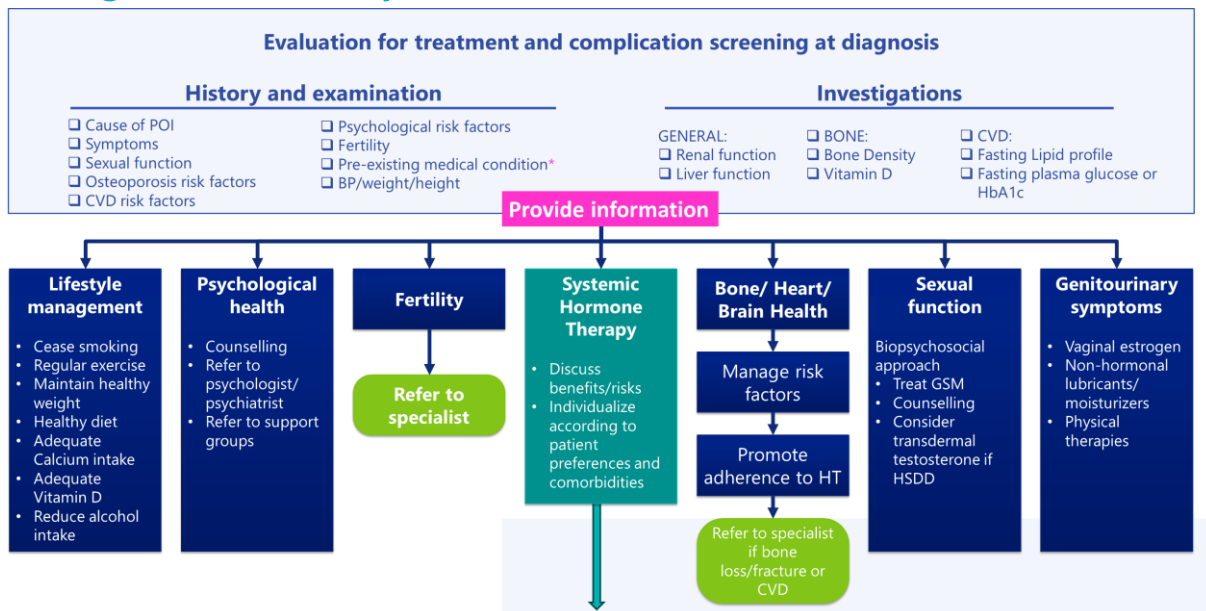 Evaluation for treatment and complication screening at diagnosis
History and examination
❑ Cause of POI
❑ Symptoms
❑ Sexual function
❑ Osteoporosis risk factors
❑ CVD risk factors
❑ Psychological risk factors
❑ Fertility
❑ Pre-existing medical condition*
❑ BP/weight/height
Investigations
GENERAL:
❑ Renal function
❑ Liver function
❑ BONE:
❑ Bone Density
❑ Vitamin D
❑ CVD:
❑ Fasting Lipid profile
❑ Fasting plasma glucose or
HbA1c
Provide information
Lifestyle
management
• Cease smoking
• Regular exercise
• Maintain healthy
weight
• Healthy diet
• Adequate
Calcium intake
• Adequate
Vitamin D
• Reduce alcohol
intake
Psychological
health
• Counselling
• Refer to
psychologist/
psychiatrist
• Refer to support
groups
Fertility
Refer to
specialist
Systemic
Hormone
Therapy
• Discuss
benefits/risks
• Individualize
according to
patient
preferences and
comorbidities
Bone/ Heart/
Brain Health
Manage risk
factors
Promote
adherence to HT
Refer to specialist
if bone
loss/fracture or
CVD
Sexual
function
Biopsychosocial
approach
• Treat GSM
• Counselling
• Consider
transdermal
testosterone if
HSDD
Genitourinary
symptoms
• Vaginal estrogen
• Non-hormonal
lubricants/
moisturizers
• Physical
therapies